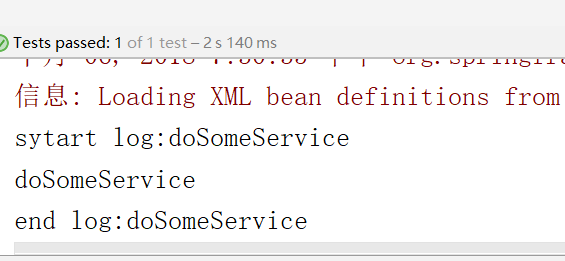 Tests passed: 1 of 1 test – 2 s 140 ms
信息: Loading XML bean definitions from
sytart log:doSomeService
doSomeService
end log:doSomeService